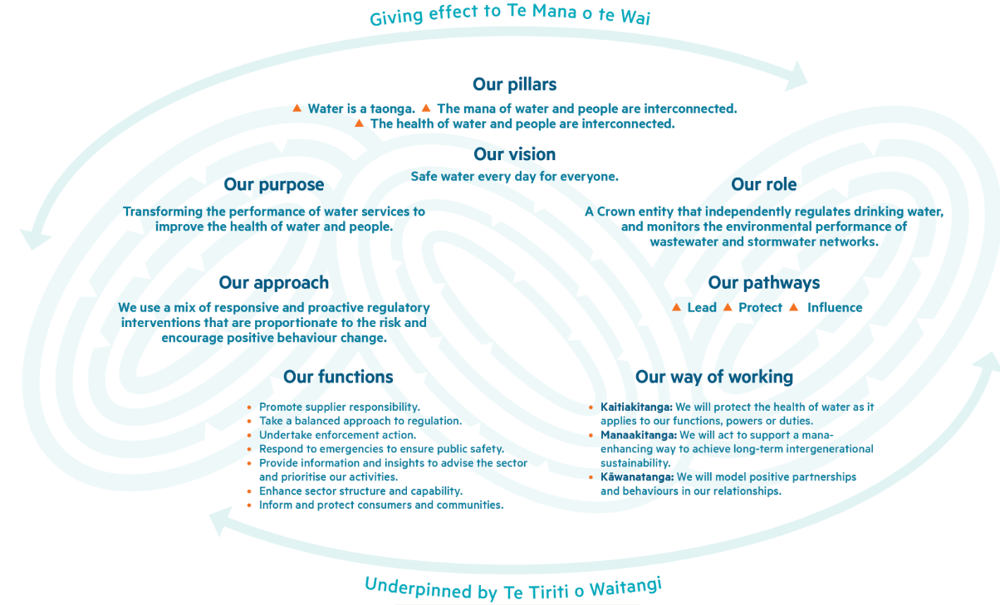 Giving effect to Te Mana o te Wai
Our pillars
Water is a taonga. The mana of water and people are interconnected.
The health of water and people are interconnected.
Our vision
Safe water every day for everyone.
Our purpose
Transforming the performance of water services to
improve the health of water and people.
Our role
A Crown entity that independently regulates drinking water,
and monitors the environmental performance of
wastewater and stormwater networks.
Our approach
We use a mix of responsive and proactive regulatory
interventions that are proportionate to the risk and
encourage positive behaviour change.
Our pathways
Lead Protect Influence
Our functions
• Promote supplier responsibility.
• Take a balanced approach to regulation.
• Undertake enforcement action.
• Respond to emergencies to ensure public safety.
• Provide information and insights to advise the sector
and prioritise our activities.
• Enhance sector structure and capability.
• Inform and protect consumers and communities.
Our way of working
• Kaitiakitanga: We will protect the health of water as it
applies to our functions, powers or duties.
• Manaakitanga: We will act to support a mana-
enhancing way to achieve long-term intergenerational
sustainability.
• Kāwanatanga: We will model positive partnerships
and behaviours in our relationships.
Underpinned by Te Tiriti o Waitangi